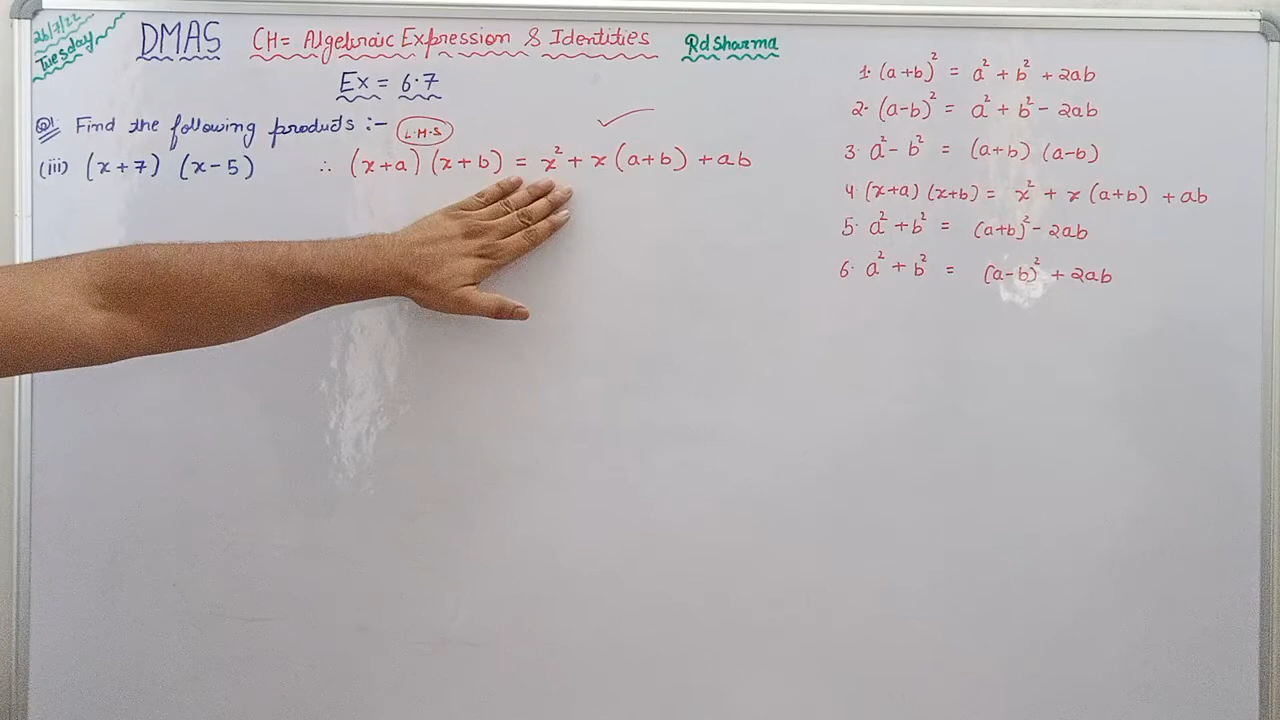 26/7/22
Tuesday
DMAS CH= Algebraic Expression & Identities Rd Sharma
Ex = 6.7
Q1. Find the following products :-
L.H.S
(iii) (x+7) (x-5) ∴ (x+a) (x+b) = x² + x (a+b) + ab
1. (a+b)² = a² + b² + 2ab
2. (a-b)² = a² + b² - 2ab
3. a² - b² = (a+b) (a-b)
4. (x+a) (x+b) = x² + x (a+b) + ab
5. a² + b² = (a+b)² - 2ab
6. a² + b² = (a-b)² + 2ab